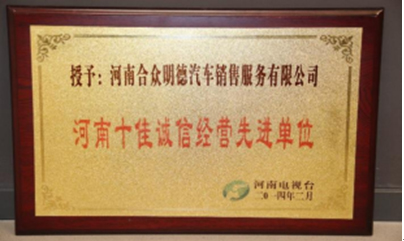 授予：河南合众明德汽车销售服务有限公司
河南十佳诚信经营先进单位
河南电视台
二〇一四年二月